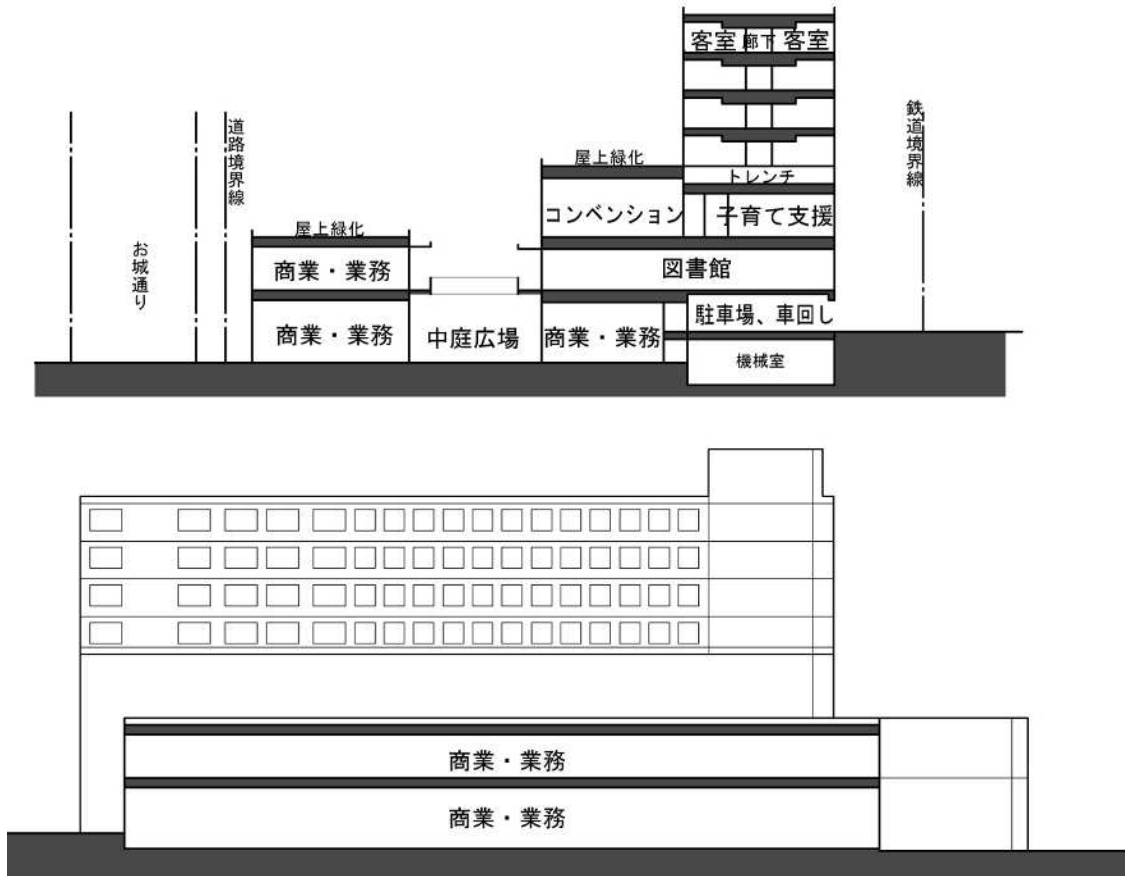 客室
廊下
客室
道路境界線
鉄道境界線
屋上緑化
トレンチ
コンベンション
子育て支援
屋上緑化
お城通り
商業・業務
図書館
商業・業務
中庭広場
商業・業務
駐車場、車回し
機械室
商業・業務
商業・業務